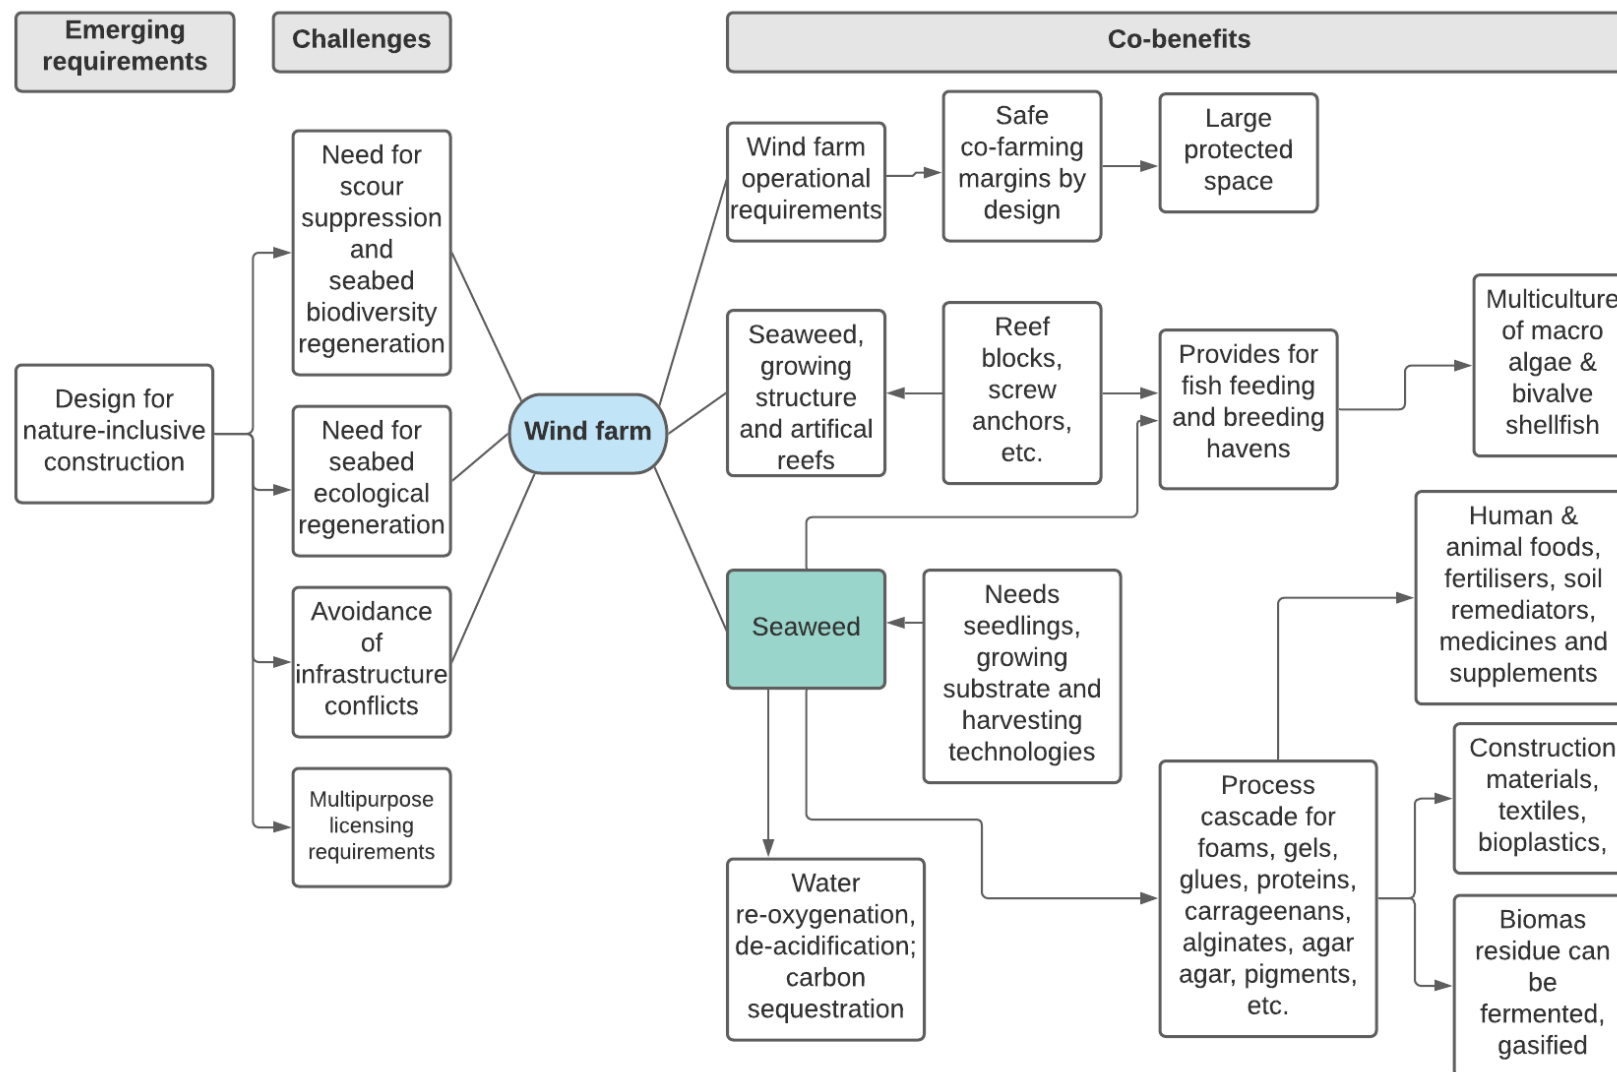 Emerging
requirements
Challenges
Co-benefits
Need for
scour
suppression
and
seabed
biodiversity
regeneration
Design for
nature-inclusive
construction
Need for
seabed
ecological
regeneration
Avoidance
of
infrastructure
conflicts
Multipurpose
licensing
requirements
Wind farm
Wind farm
operational
requirements
Safe
co-farming
margins by
design
Large
protected
space
Seaweed,
growing
structure
and artifical
reefs
Reef
blocks,
screw
anchors,
etc.
Provides for
fish feeding
and breeding
havens
Multiculture
of macro
algae &
bivalve
shellfish
Seaweed
Needs
seedlings,
growing
substrate and
harvesting
technologies
Human &
animal foods,
fertilisers, soil
remediators,
medicines and
supplements
Water
re-oxygenation,
de-acidification;
carbon
sequestration
Process
cascade for
foams, gels,
glues, proteins,
carrageenans,
alginates, agar
agar, pigments,
etc.
Construction
materials,
textiles,
bioplastics,
Biomas
residue can
be
fermented,
gasified